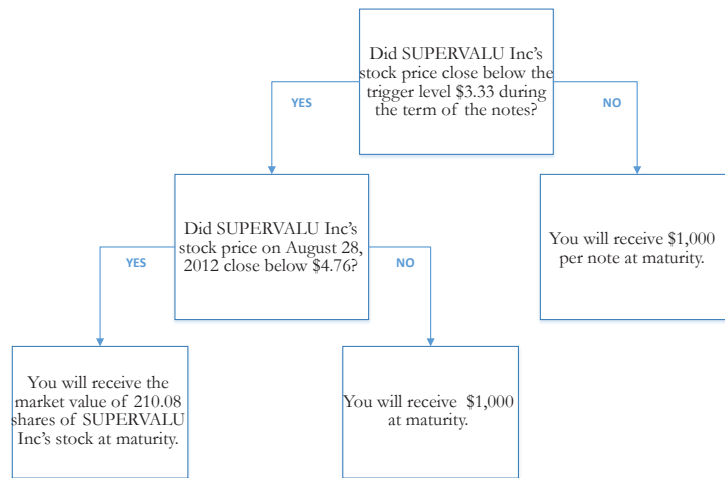 Did SUPERVALU Inc's
stock price close below the
trigger level $3.33 during
the term of the notes?
YES
NO
Did SUPERVALU Inc's
stock price on August 28,
2012 close below $4.76?
You will receive $1,000
per note at maturity.
YES
NO
You will receive the
market value of 210.08
shares of SUPERVALU
Inc's stock at maturity.
You will receive $1,000
at maturity.